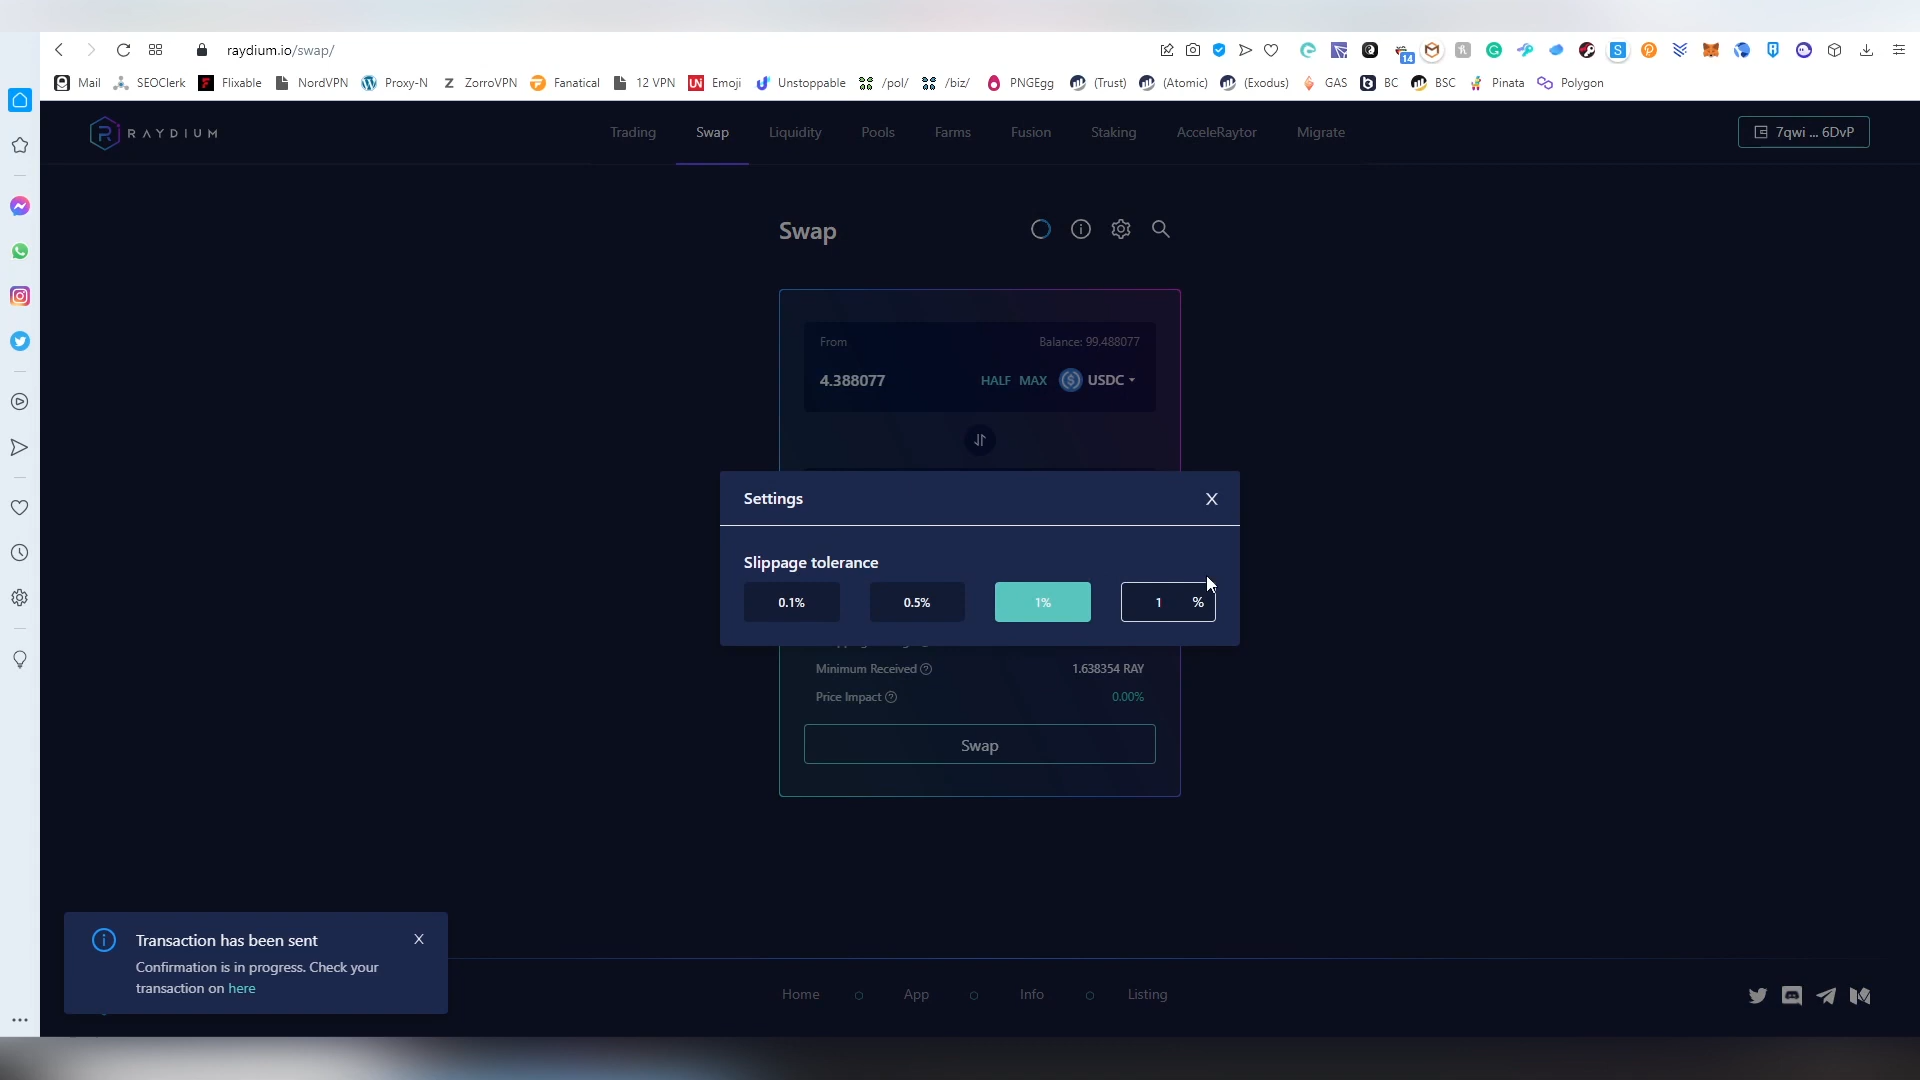 raydium.io/swap/
14
Mail SEOClerk Flixable NordVPN Proxy-N ZorroVPN Fanatical 12 VPN Emoji Unstoppable /pol/ /biz/ PNGEgg (Trust) (Atomic) (Exodus) GAS BC BSC Pinata Polygon
RAYDIUM
Trading Swap Liquidity Pools Farms Fusion Staking AcceleRaytor Migrate
7qwi ... 6DvP
Swap
From Balance: 99.488077
4.388077 HALF MAX USDC
Settings X
Slippage tolerance
0.1% 0.5% 1% 1 %
Minimum Received 1.638354 RAY
Price Impact 0.00%
Swap
Transaction has been sent X
Confirmation is in progress. Check your
transaction on here
Home App Info Listing